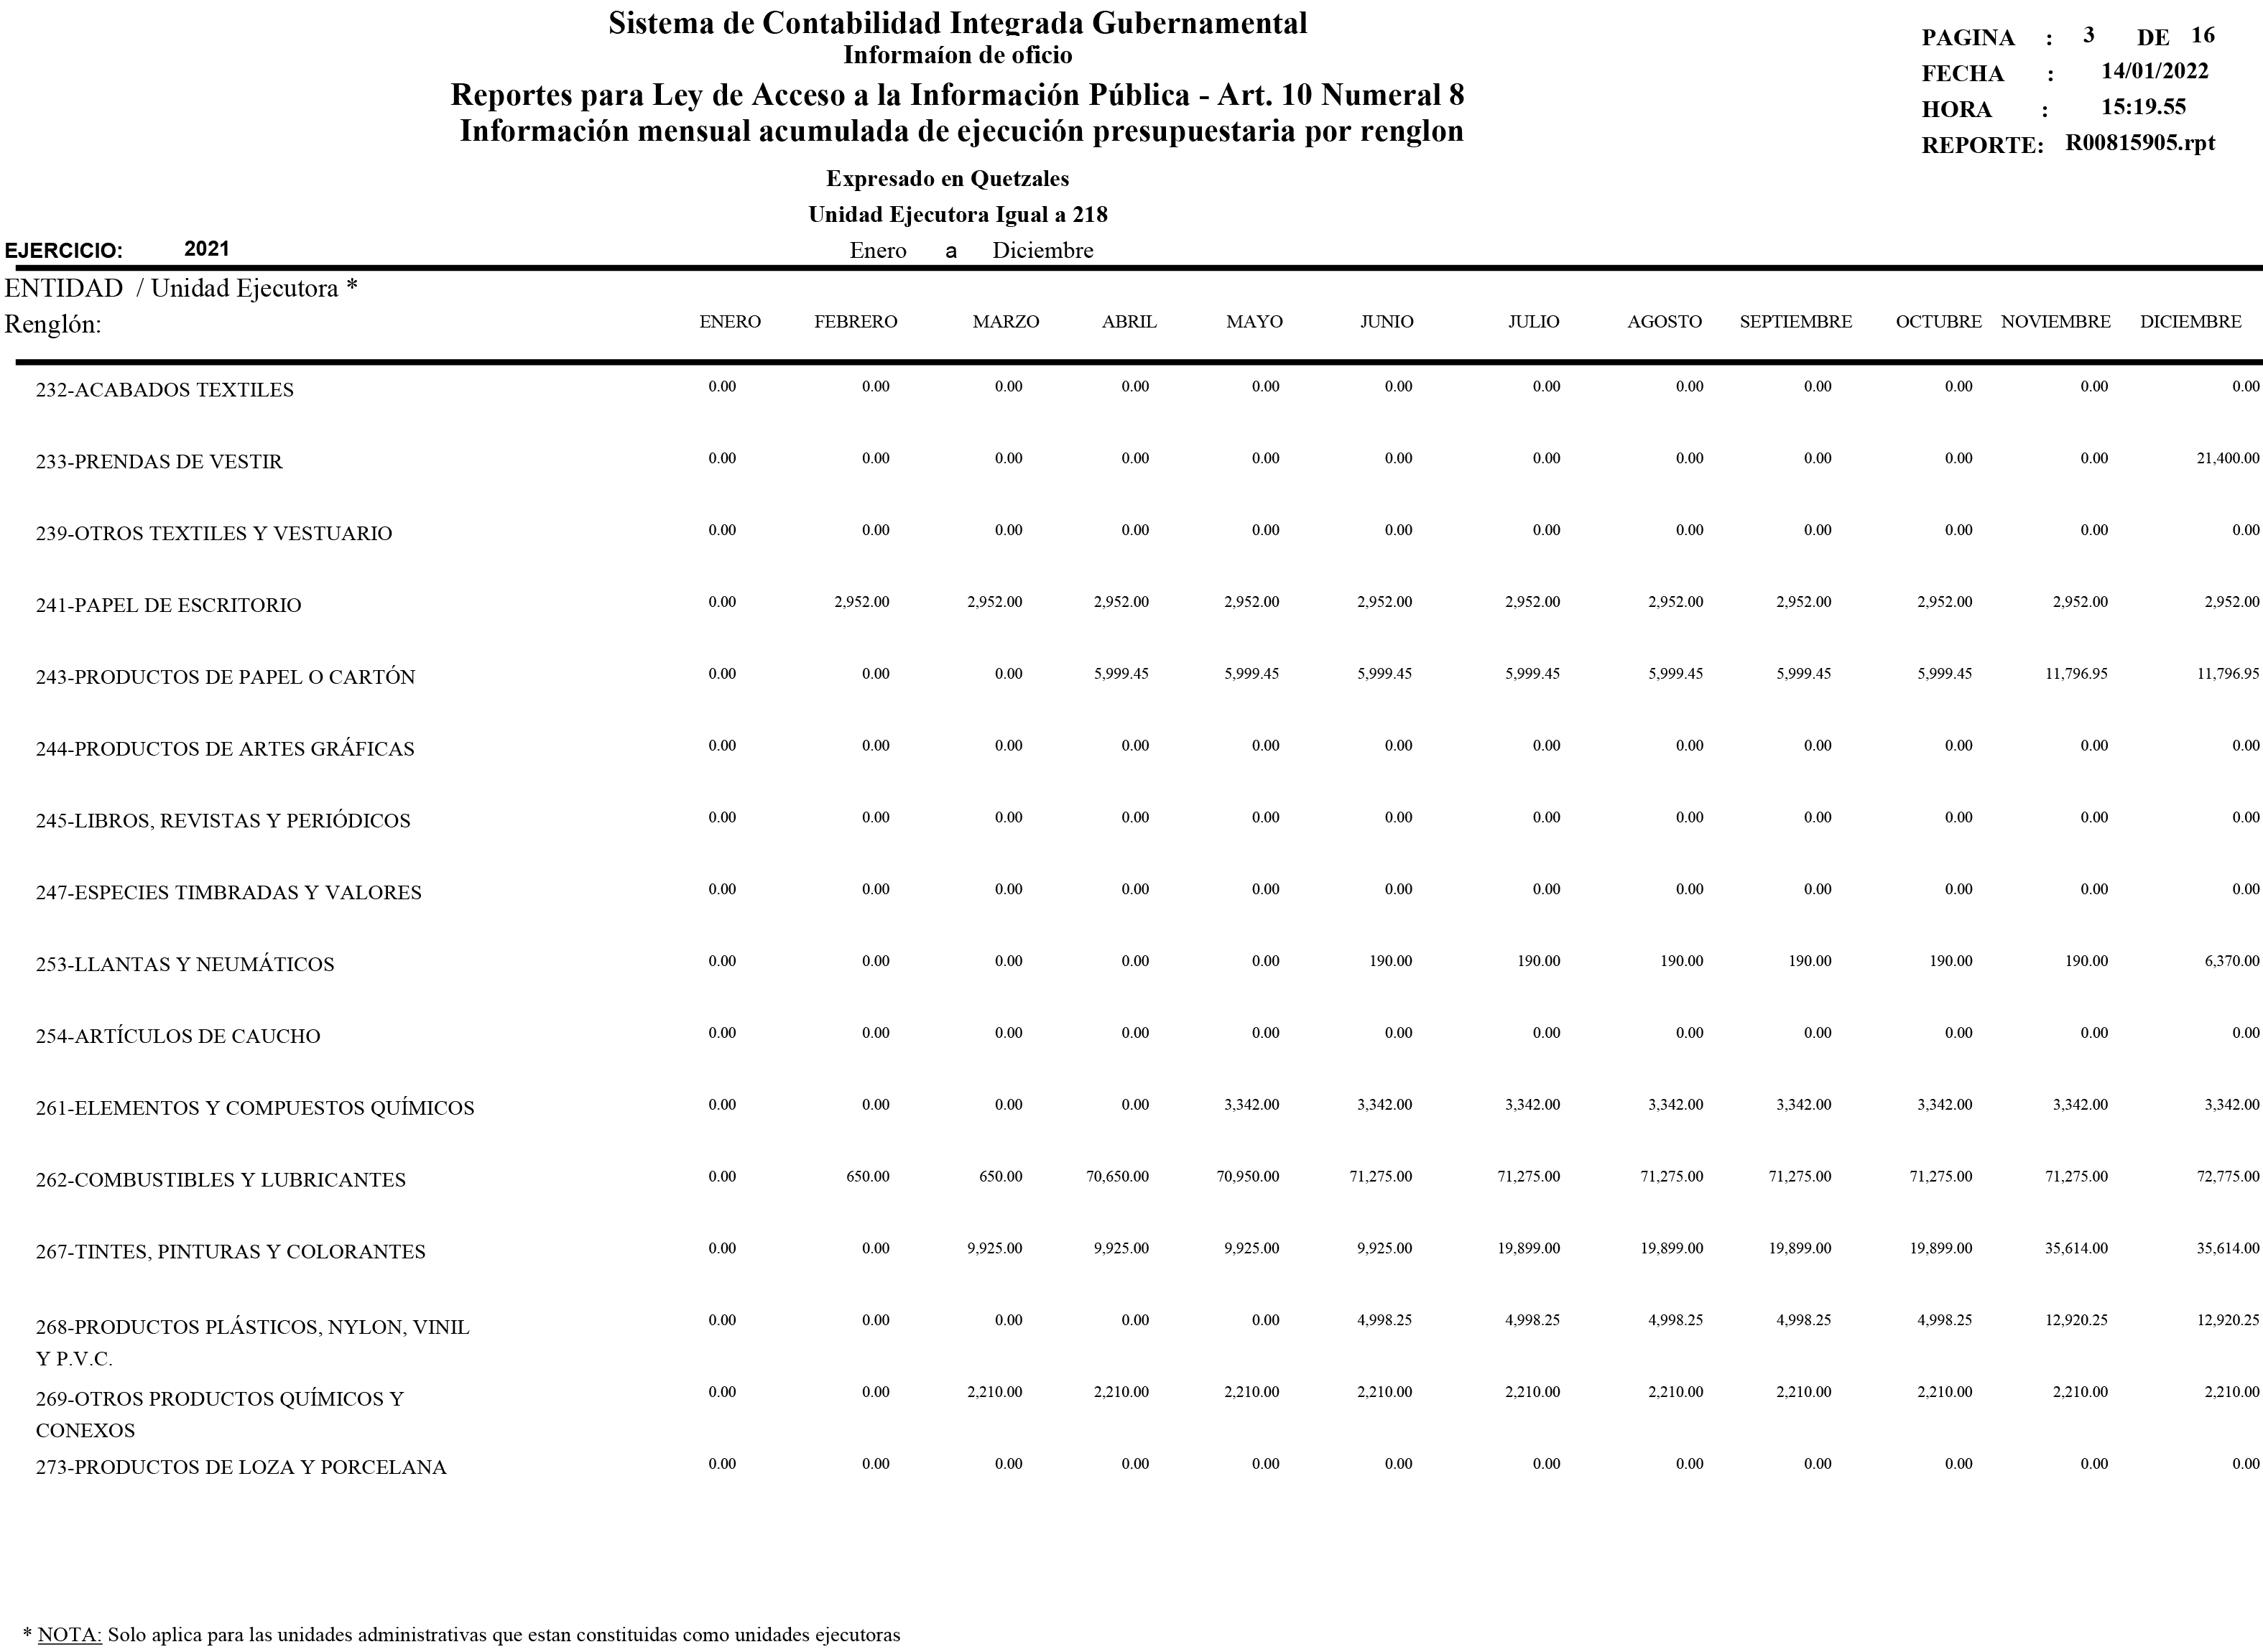 Sistema de Contabilidad Integrada Gubernamental
Informaíon de oficio
Reportes para Ley de Acceso a la Información Pública - Art. 10 Numeral 8
Información mensual acumulada de ejecución presupuestaria por renglon
PAGINA : 3 DE 16
FECHA : 14/01/2022
HORA : 15:19.55
REPORTE: R00815905.rpt
Expresado en Quetzales
Unidad Ejecutora Igual a 218
EJERCICIO: 2021 Enero a Diciembre
ENTIDAD / Unidad Ejecutora *
Renglón: ENERO FEBRERO MARZO ABRIL MAYO JUNIO JULIO AGOSTO SEPTIEMBRE OCTUBRE NOVIEMBRE DICIEMBRE
232-ACABADOS TEXTILES 0.00 0.00 0.00 0.00 0.00 0.00 0.00 0.00 0.00 0.00 0.00 0.00
233-PRENDAS DE VESTIR 0.00 0.00 0.00 0.00 0.00 0.00 0.00 0.00 0.00 0.00 0.00 21,400.00
239-OTROS TEXTILES Y VESTUARIO 0.00 0.00 0.00 0.00 0.00 0.00 0.00 0.00 0.00 0.00 0.00 0.00
241-PAPEL DE ESCRITORIO 0.00 2,952.00 2,952.00 2,952.00 2,952.00 2,952.00 2,952.00 2,952.00 2,952.00 2,952.00 2,952.00 2,952.00
243-PRODUCTOS DE PAPEL O CARTÓN 0.00 0.00 0.00 5,999.45 5,999.45 5,999.45 5,999.45 5,999.45 5,999.45 5,999.45 11,796.95 11,796.95
244-PRODUCTOS DE ARTES GRÁFICAS 0.00 0.00 0.00 0.00 0.00 0.00 0.00 0.00 0.00 0.00 0.00 0.00
245-LIBROS, REVISTAS Y PERIÓDICOS 0.00 0.00 0.00 0.00 0.00 0.00 0.00 0.00 0.00 0.00 0.00 0.00
247-ESPECIES TIMBRADAS Y VALORES 0.00 0.00 0.00 0.00 0.00 0.00 0.00 0.00 0.00 0.00 0.00 0.00
253-LLANTAS Y NEUMÁTICOS 0.00 0.00 0.00 0.00 0.00 190.00 190.00 190.00 190.00 190.00 190.00 6,370.00
254-ARTÍCULOS DE CAUCHO 0.00 0.00 0.00 0.00 0.00 0.00 0.00 0.00 0.00 0.00 0.00 0.00
261-ELEMENTOS Y COMPUESTOS QUÍMICOS 0.00 0.00 0.00 0.00 3,342.00 3,342.00 3,342.00 3,342.00 3,342.00 3,342.00 3,342.00 3,342.00
262-COMBUSTIBLES Y LUBRICANTES 0.00 650.00 650.00 70,650.00 70,950.00 71,275.00 71,275.00 71,275.00 71,275.00 71,275.00 71,275.00 72,775.00
267-TINTES, PINTURAS Y COLORANTES 0.00 0.00 9,925.00 9,925.00 9,925.00 9,925.00 19,899.00 19,899.00 19,899.00 19,899.00 35,614.00 35,614.00
268-PRODUCTOS PLÁSTICOS, NYLON, VINIL 0.00 0.00 0.00 0.00 0.00 4,998.25 4,998.25 4,998.25 4,998.25 4,998.25 12,920.25 12,920.25
Y P.V.C.
269-OTROS PRODUCTOS QUÍMICOS Y 0.00 0.00 2,210.00 2,210.00 2,210.00 2,210.00 2,210.00 2,210.00 2,210.00 2,210.00 2,210.00 2,210.00
CONEXOS
273-PRODUCTOS DE LOZA Y PORCELANA 0.00 0.00 0.00 0.00 0.00 0.00 0.00 0.00 0.00 0.00 0.00 0.00
* NOTA: Solo aplica para las unidades administrativas que estan constituidas como unidades ejecutoras